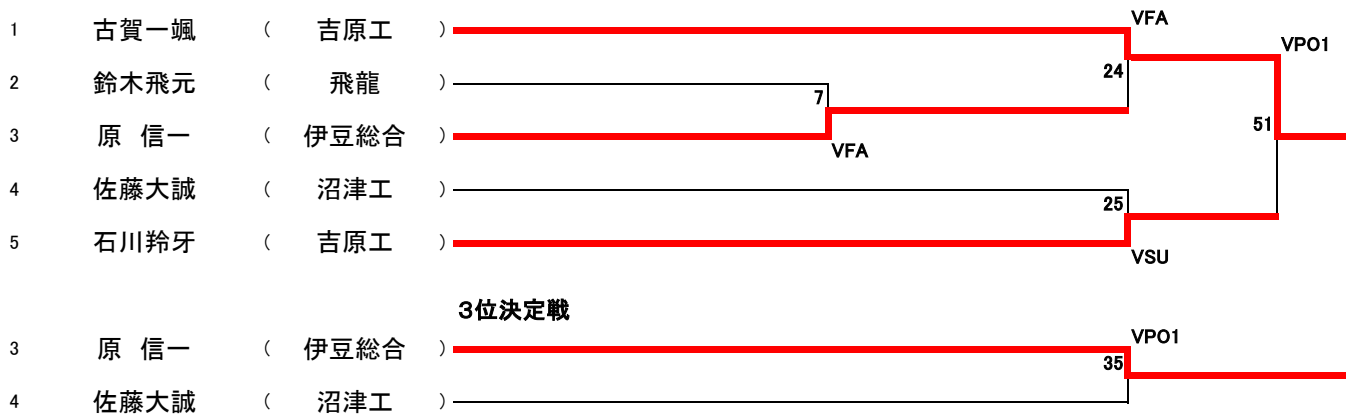 VFA
1 古賀一颯 （ 吉原工 ）
VPO1
24
2 鈴木飛元 （ 飛龍 ）
7
51
3 原 信一 （ 伊豆総合 ）
VFA
4 佐藤大誠 （ 沼津工 ）
25
5 石川羚牙 （ 吉原工 ）
VSU
３位決定戦
3 原 信一 （ 伊豆総合 ）
VPO1
35
4 佐藤大誠 （ 沼津工 ）